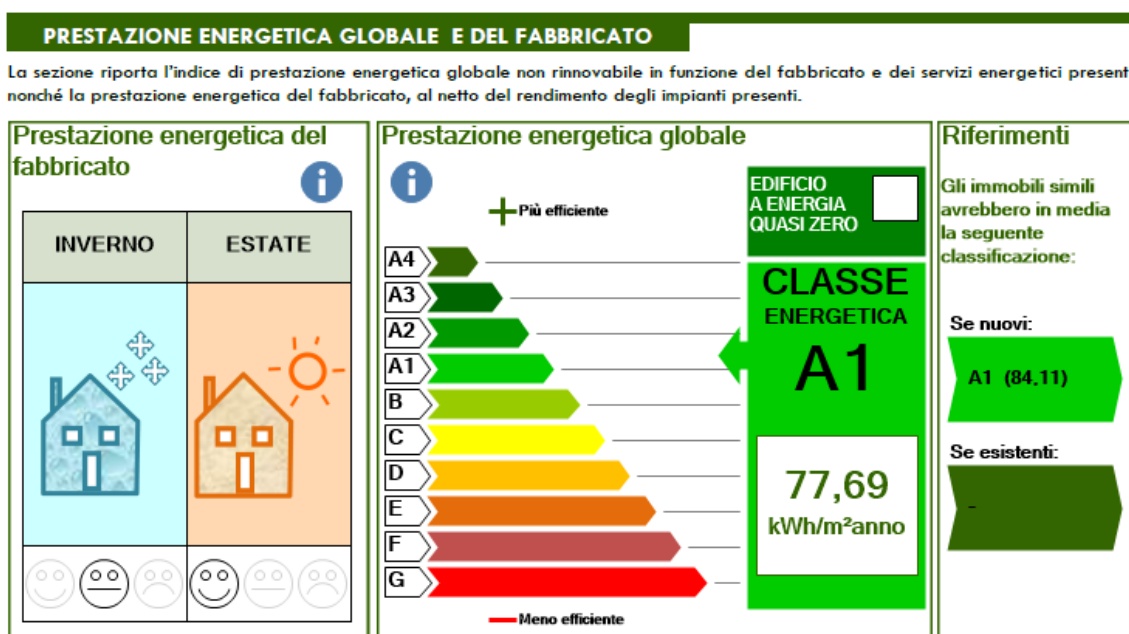 PRESTAZIONE ENERGETICA GLOBALE E DEL FABBRICATO
La sezione riporta l'indice di prestazione energetica globale non rinnovabile in funzione del fabbricato e dei servizi energetici present
nonché la prestazione energetica del fabbricato, al netto del rendimento degli impianti presenti.
Prestazione energetica del
fabbricato
i
INVERNO
ESTATE
Prestazione energetica globale
i
Più efficiente
A4
A3
A2
A1
B
C
D
E
F
G
Meno efficiente
EDIFICIO
A ENERGIA
QUASI ZERO
CLASSE
ENERGETICA
A1
77,69
kWh/m²anno
Riferimenti
Gli immobili simili
avrebbero in media
la seguente
classificazione:
Se nuovi:
A1 (84,11)
Se esistenti:
-